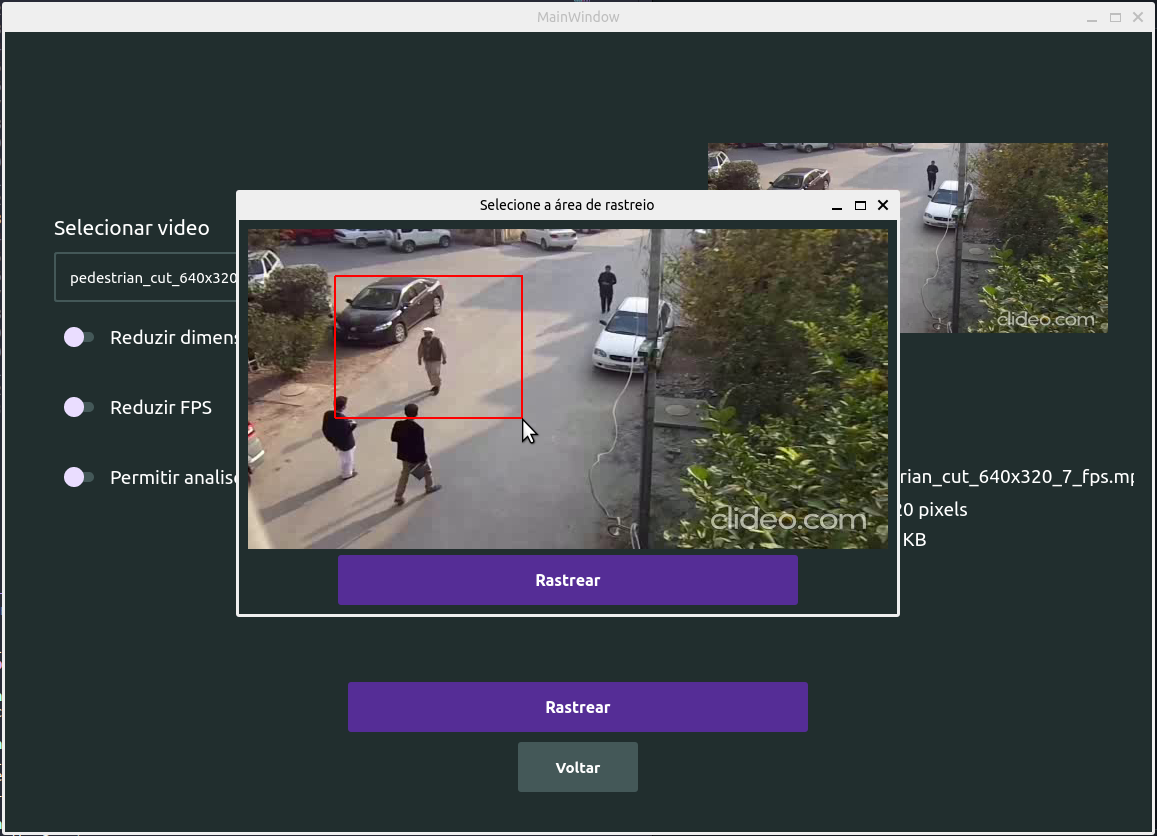 MainWindow
Selecione a área de rastreio
Selecionar video
pedestrian_cut_640x320
Reduzir dimens
Reduzir FPS
Permitir analise
clideo.com
clideo.com
rian_cut_640x320_7_fps.mp
20 pixels
KB
Rastrear
Rastrear
Voltar